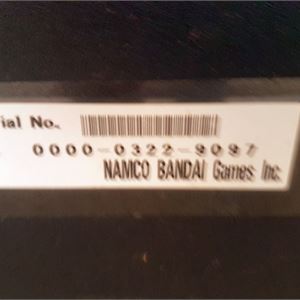 ial No.
0000-0322-9097
NAMCO BANDAI Games Inc.